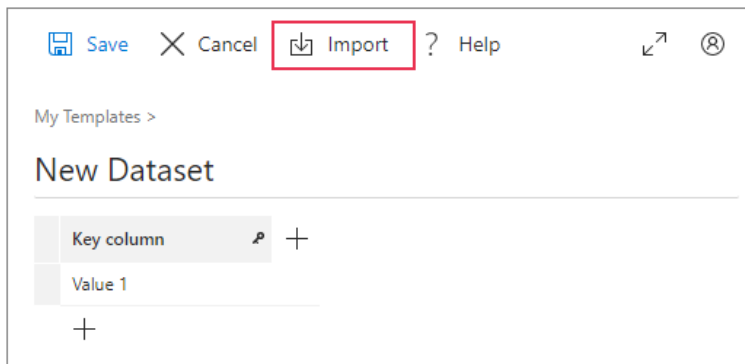 Save Cancel Import ? Help
My Templates >
New Dataset
Key column
Value 1